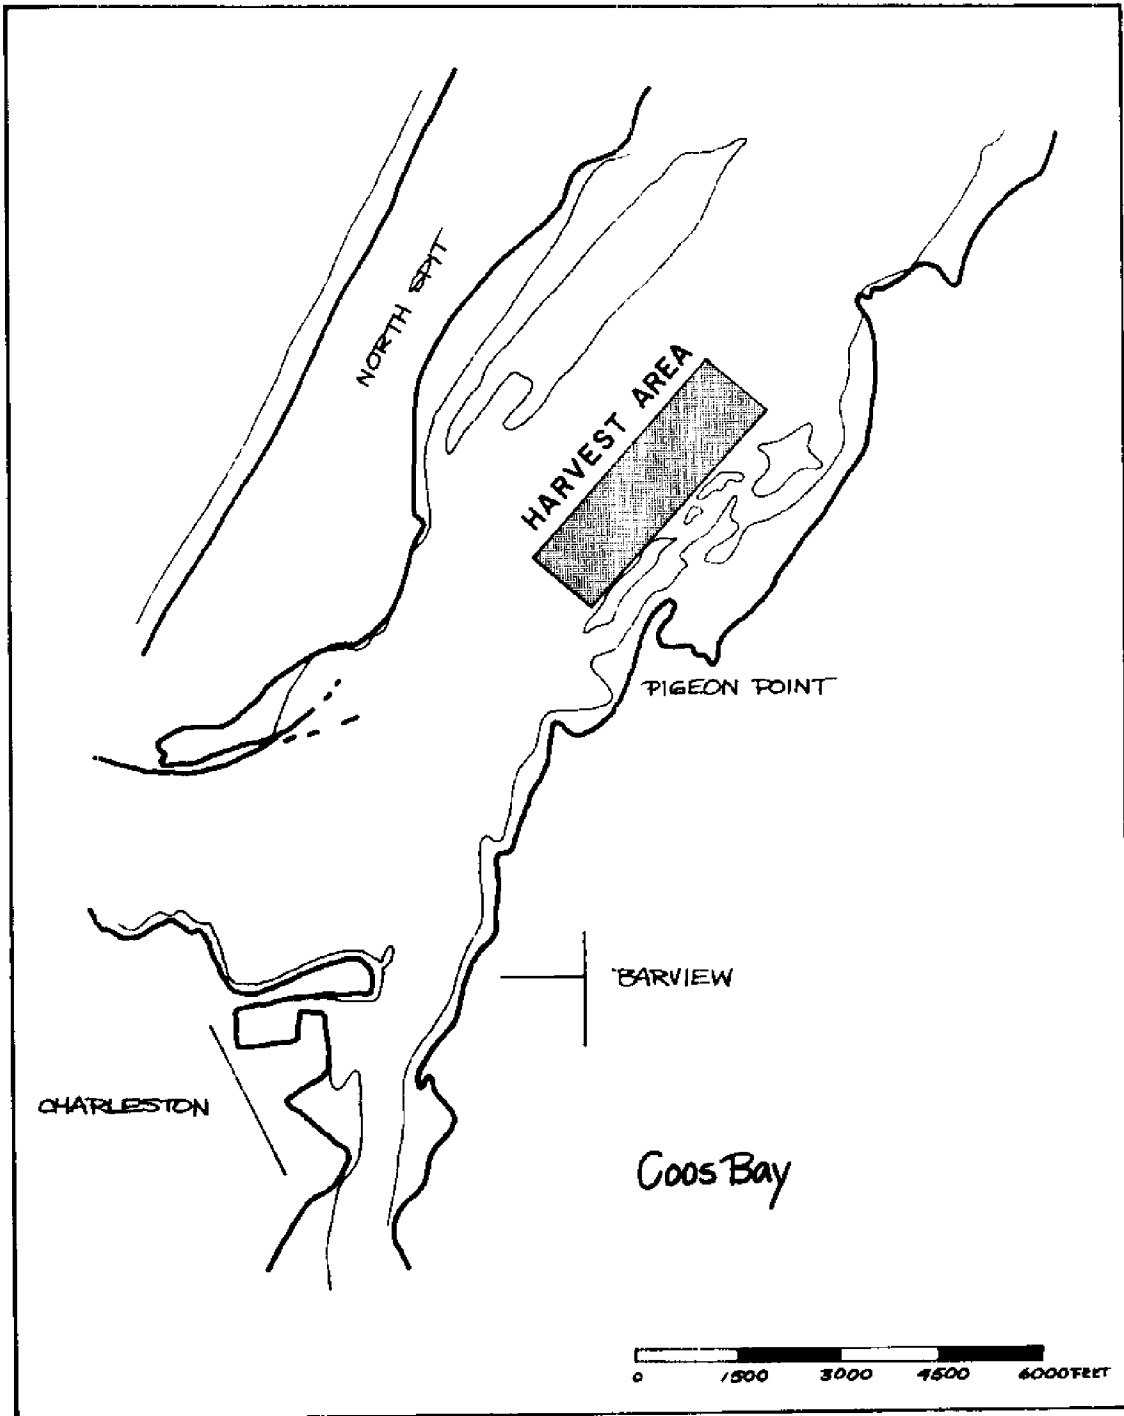 NORTH SPIT
HARVEST AREA
PIGEON POINT
BARVIEW
CHARLESTON
Coos Bay
0 1500 3000 4500 6000 FEET